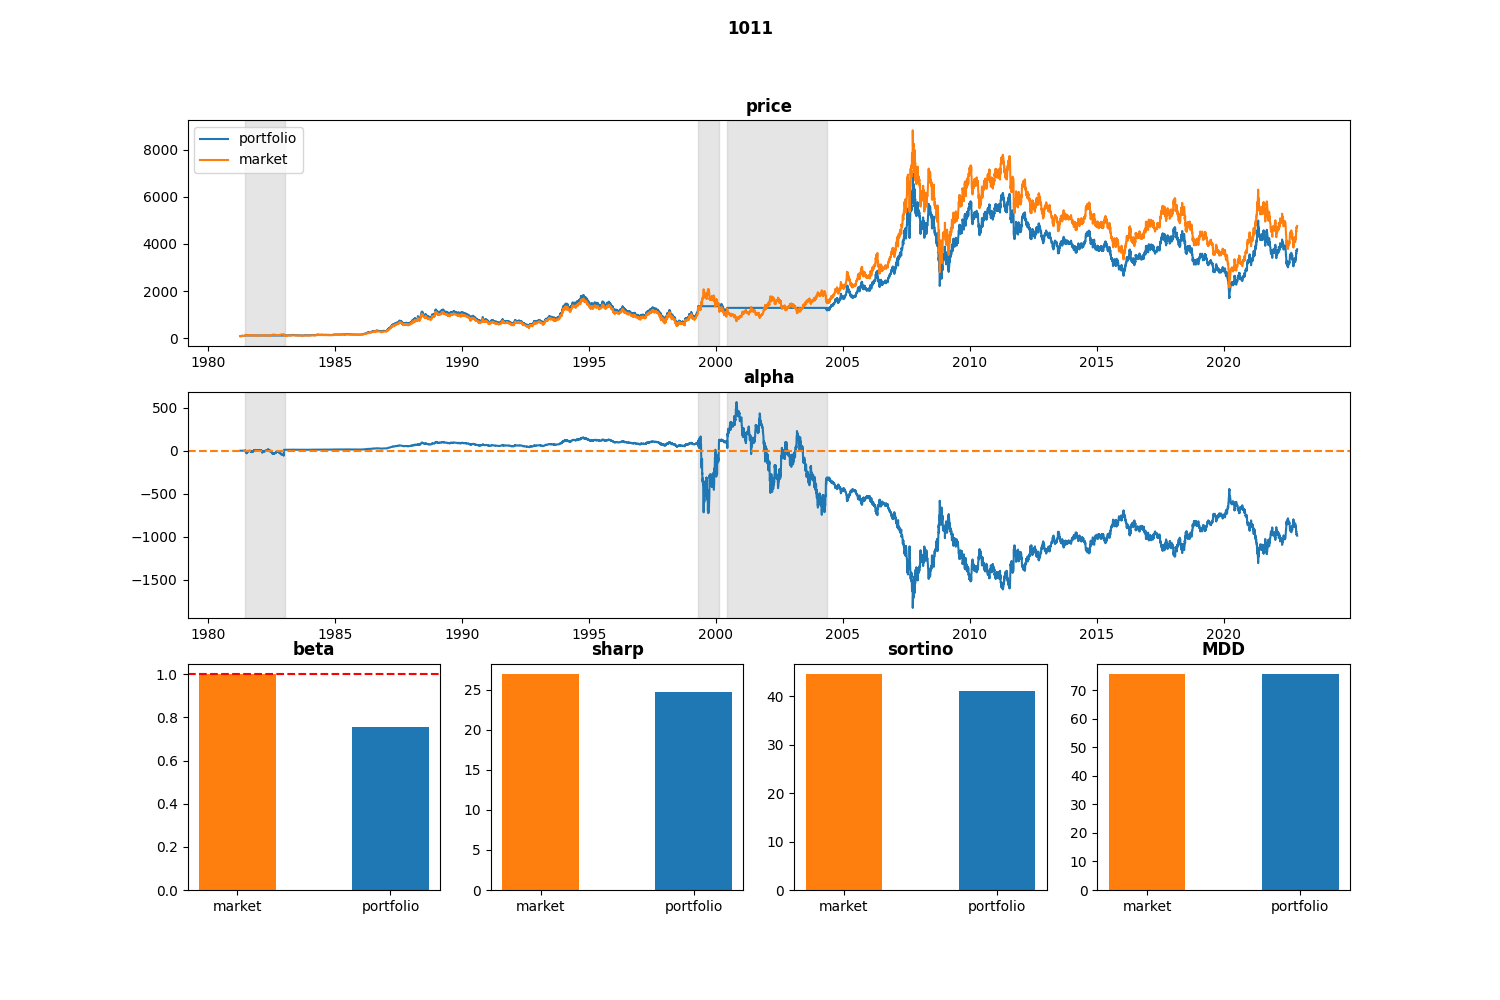 1011
price
portfolio
market
8000
6000
4000
2000
0
1980 1985 1990 1995 2000 2005 2010 2015 2020
alpha
500
0
−500
−1000
−1500
1980 1985 1990 1995 2000 2005 2010 2015 2020
beta
1.0
0.8
0.6
0.4
0.2
0.0
market portfolio
sharp
25
20
15
10
5
0
market portfolio
sortino
40
30
20
10
0
market portfolio
MDD
70
60
50
40
30
20
10
0
market portfolio